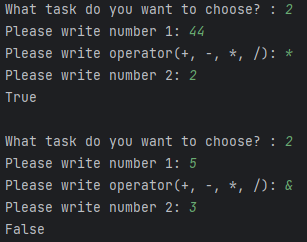 What task do you want to choose? : 2
Please write number 1: 44
Please write operator(+, -, *, /): *
Please write number 2: 2
True

What task do you want to choose? : 2
Please write number 1: 5
Please write operator(+, -, *, /): &
Please write number 2: 3
False